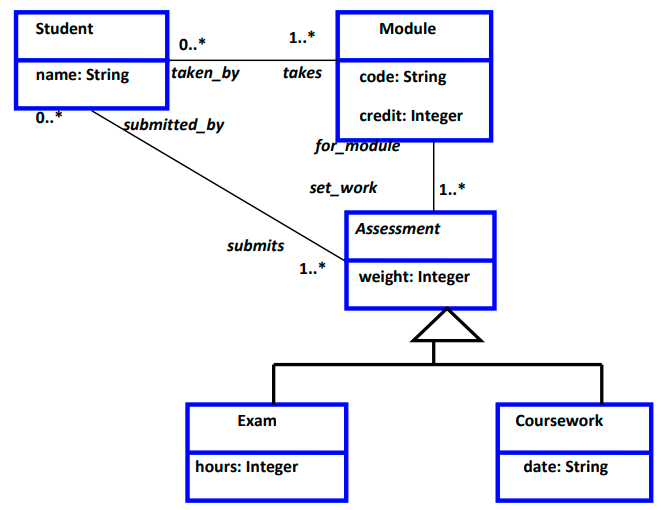 Student
Module
0..*
1..*
name: String
taken_by
takes
code: String
credit: Integer
0..*
submitted_by
for_module
set_work
1..*
Assessment
submits
1..*
weight: Integer
Exam
Coursework
hours: Integer
date: String